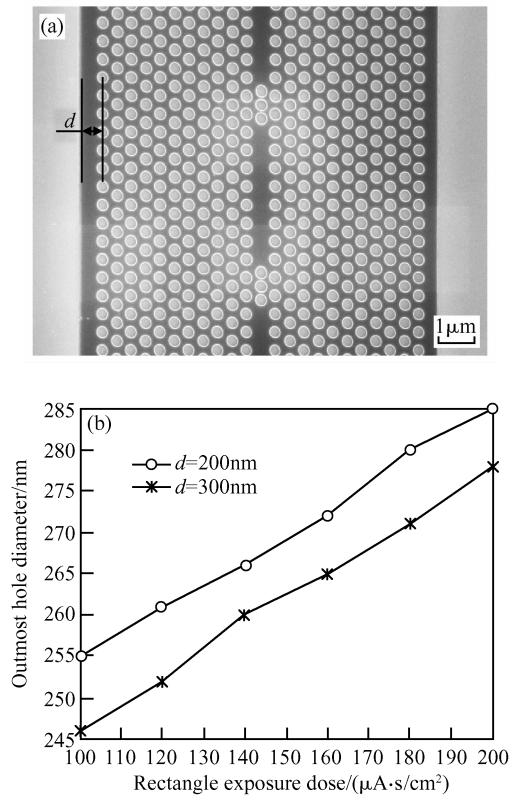 (a)
d
1μm
(b)
285
280
275
270
265
260
255
250
245
d=200nm
d=300nm
Outmost hole diameter/nm
100 110 120 130 140 150 160 170 180 190 200
Rectangle exposure dose/(μA·s/cm²)